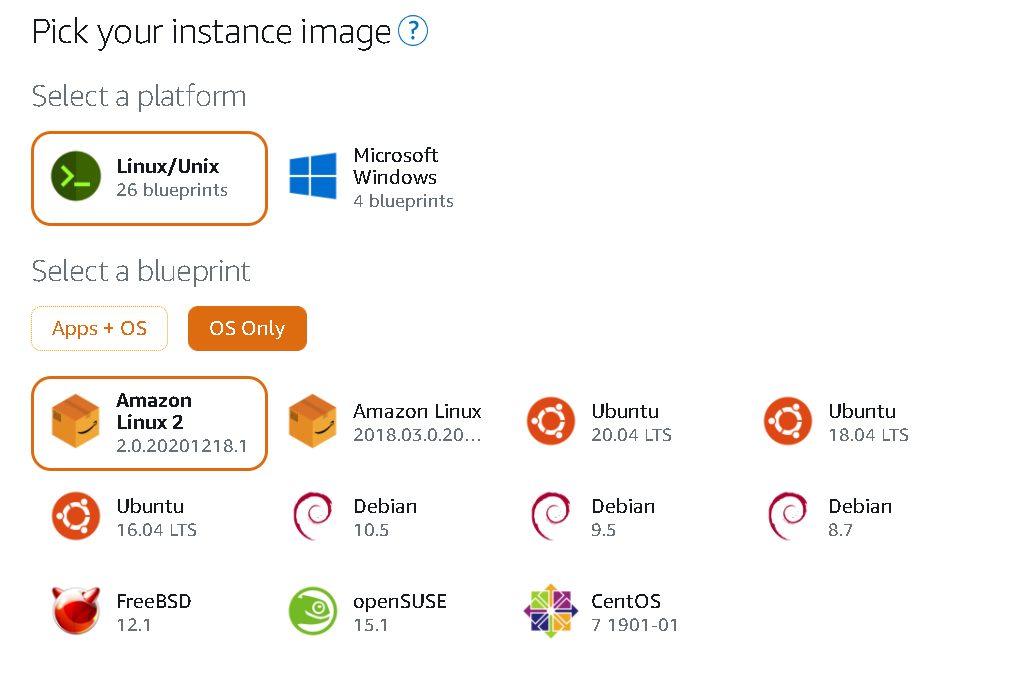 Pick your instance image ?
Select a platform
Linux/Unix
26 blueprints
Microsoft
Windows
4 blueprints
Select a blueprint
Apps + OS
OS Only
Amazon
Linux 2
2.0.20201218.1
Amazon Linux
2018.03.0.20...
Ubuntu
20.04 LTS
Ubuntu
18.04 LTS
Ubuntu
16.04 LTS
Debian
10.5
Debian
9.5
Debian
8.7
FreeBSD
12.1
openSUSE
15.1
CentOS
7 1901-01